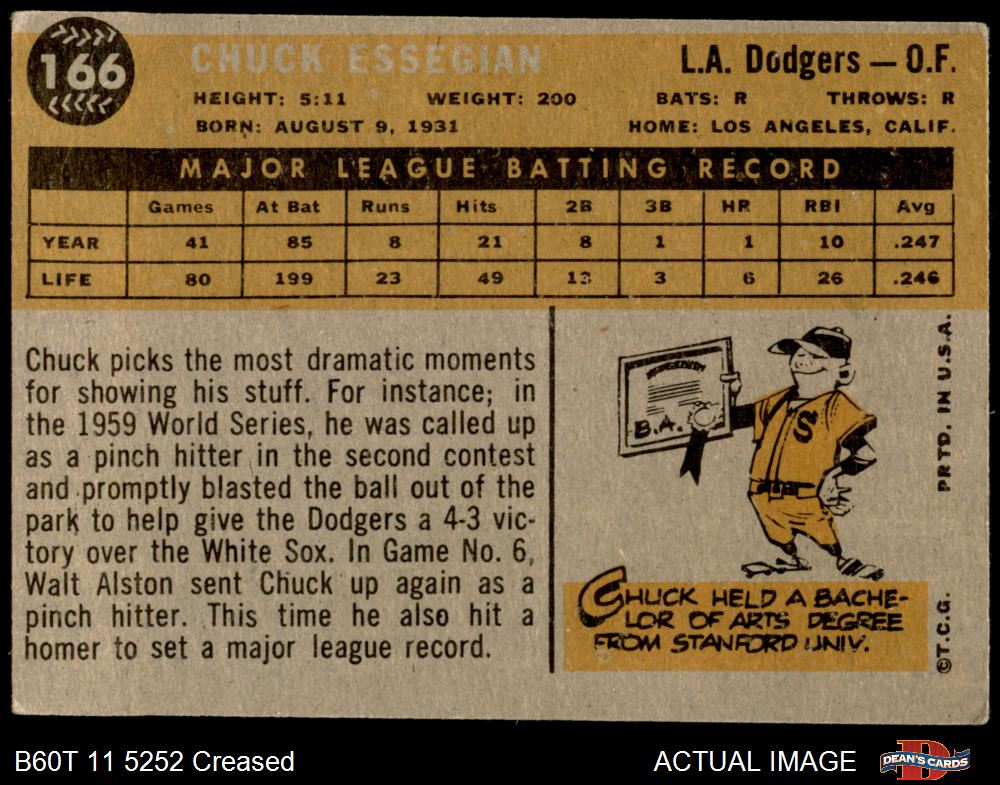 166
CHUCK ESSEGIAN
L.A. Dodgers — O.F.
HEIGHT: 5:11 WEIGHT: 200 BATS: R THROWS: R
BORN: AUGUST 9, 1931 HOME: LOS ANGELES, CALIF.
MAJOR LEAGUE BATTING RECORD
Games At Bat Runs Hits 2B 3B HR RBI Avg
YEAR 41 85 8 21 8 1 1 10 .247
LIFE 80 199 23 49 13 3 6 26 .246
Chuck picks the most dramatic moments
for showing his stuff. For instance; in
the 1959 World Series, he was called up
as a pinch hitter in the second contest
and promptly blasted the ball out of the
park to help give the Dodgers a 4-3 vic-
tory over the White Sox. In Game No. 6,
Walt Alston sent Chuck up again as a
pinch hitter. This time he also hit a
homer to set a major league record.
B.A.
S
CHUCK HELD A BACHE-
LOR OF ARTS DEGREE
FROM STANFORD UNIV.
©T.C.G. PRTD. IN U.S.A.
B60T 11 5252 Creased
ACTUAL IMAGE
D
DEAN'S CARDS